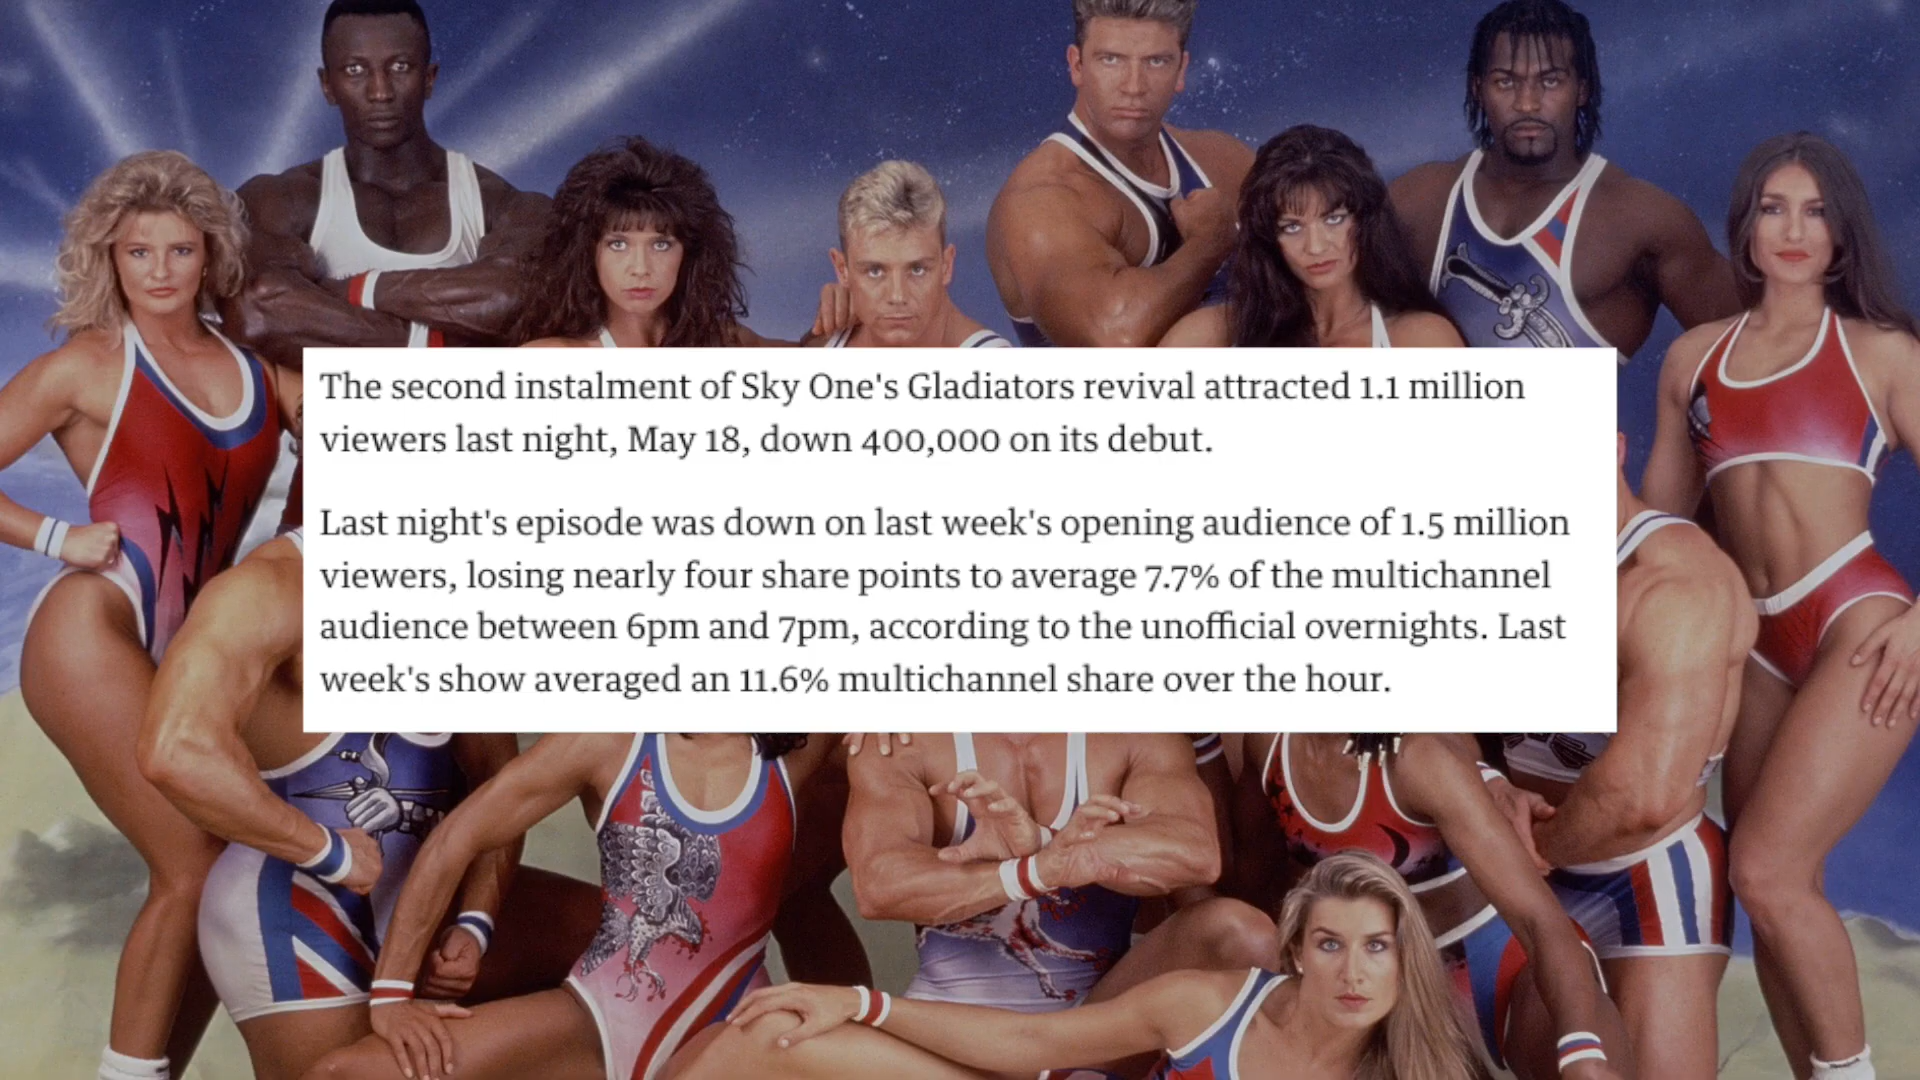 The second instalment of Sky One's Gladiators revival attracted 1.1 million
viewers last night, May 18, down 400,000 on its debut.
Last night's episode was down on last week's opening audience of 1.5 million
viewers, losing nearly four share points to average 7.7% of the multichannel
audience between 6pm and 7pm, according to the unofficial overnights. Last
week's show averaged an 11.6% multichannel share over the hour.